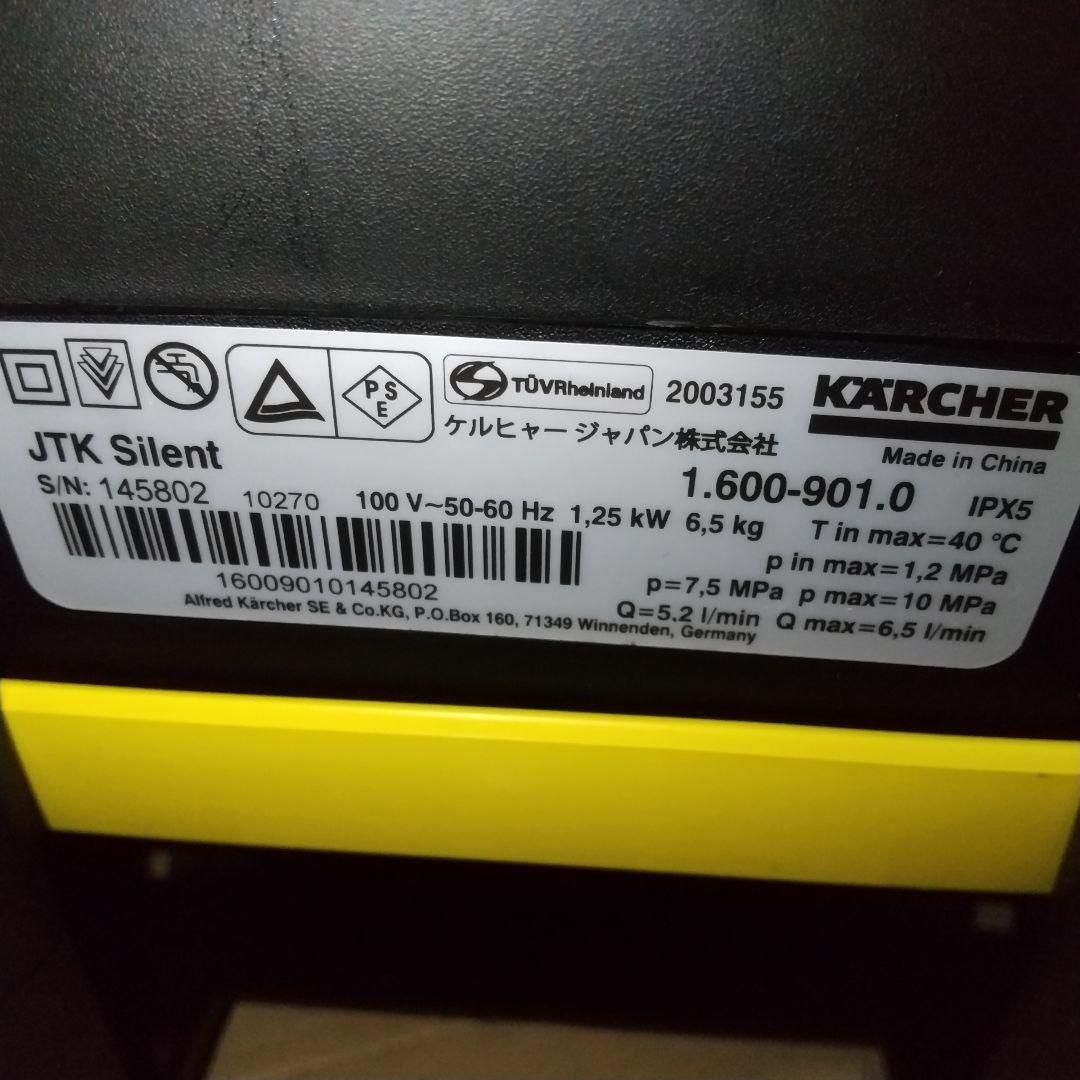 PSE
TÜVRheinland 2003155
ケルヒャー ジャパン株式会社
KÄRCHER
Made in China
JTK Silent
1.600-901.0 IPX5
S/N: 145802 10270 100 V~50-60 Hz 1,25 kW 6,5 kg T in max=40 °C
p in max=1,2 MPa
p=7,5 MPa p max=10 MPa
Q=5,2 l/min Q max=6,5 l/min
16009010145802
Alfred Kärcher SE & Co.KG, P.O.Box 160, 71349 Winnenden, Germany